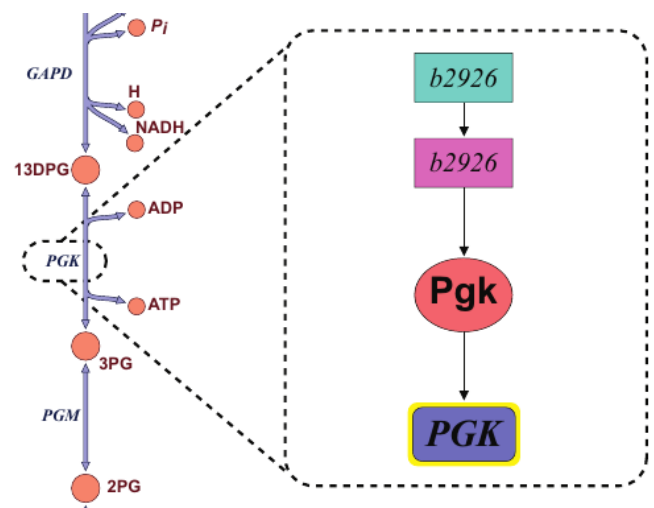 Pi
GAPD
H
NADH
13DPG
ADP
PGK
ATP
3PG
PGM
2PG
b2926
b2926
Pgk
PGK